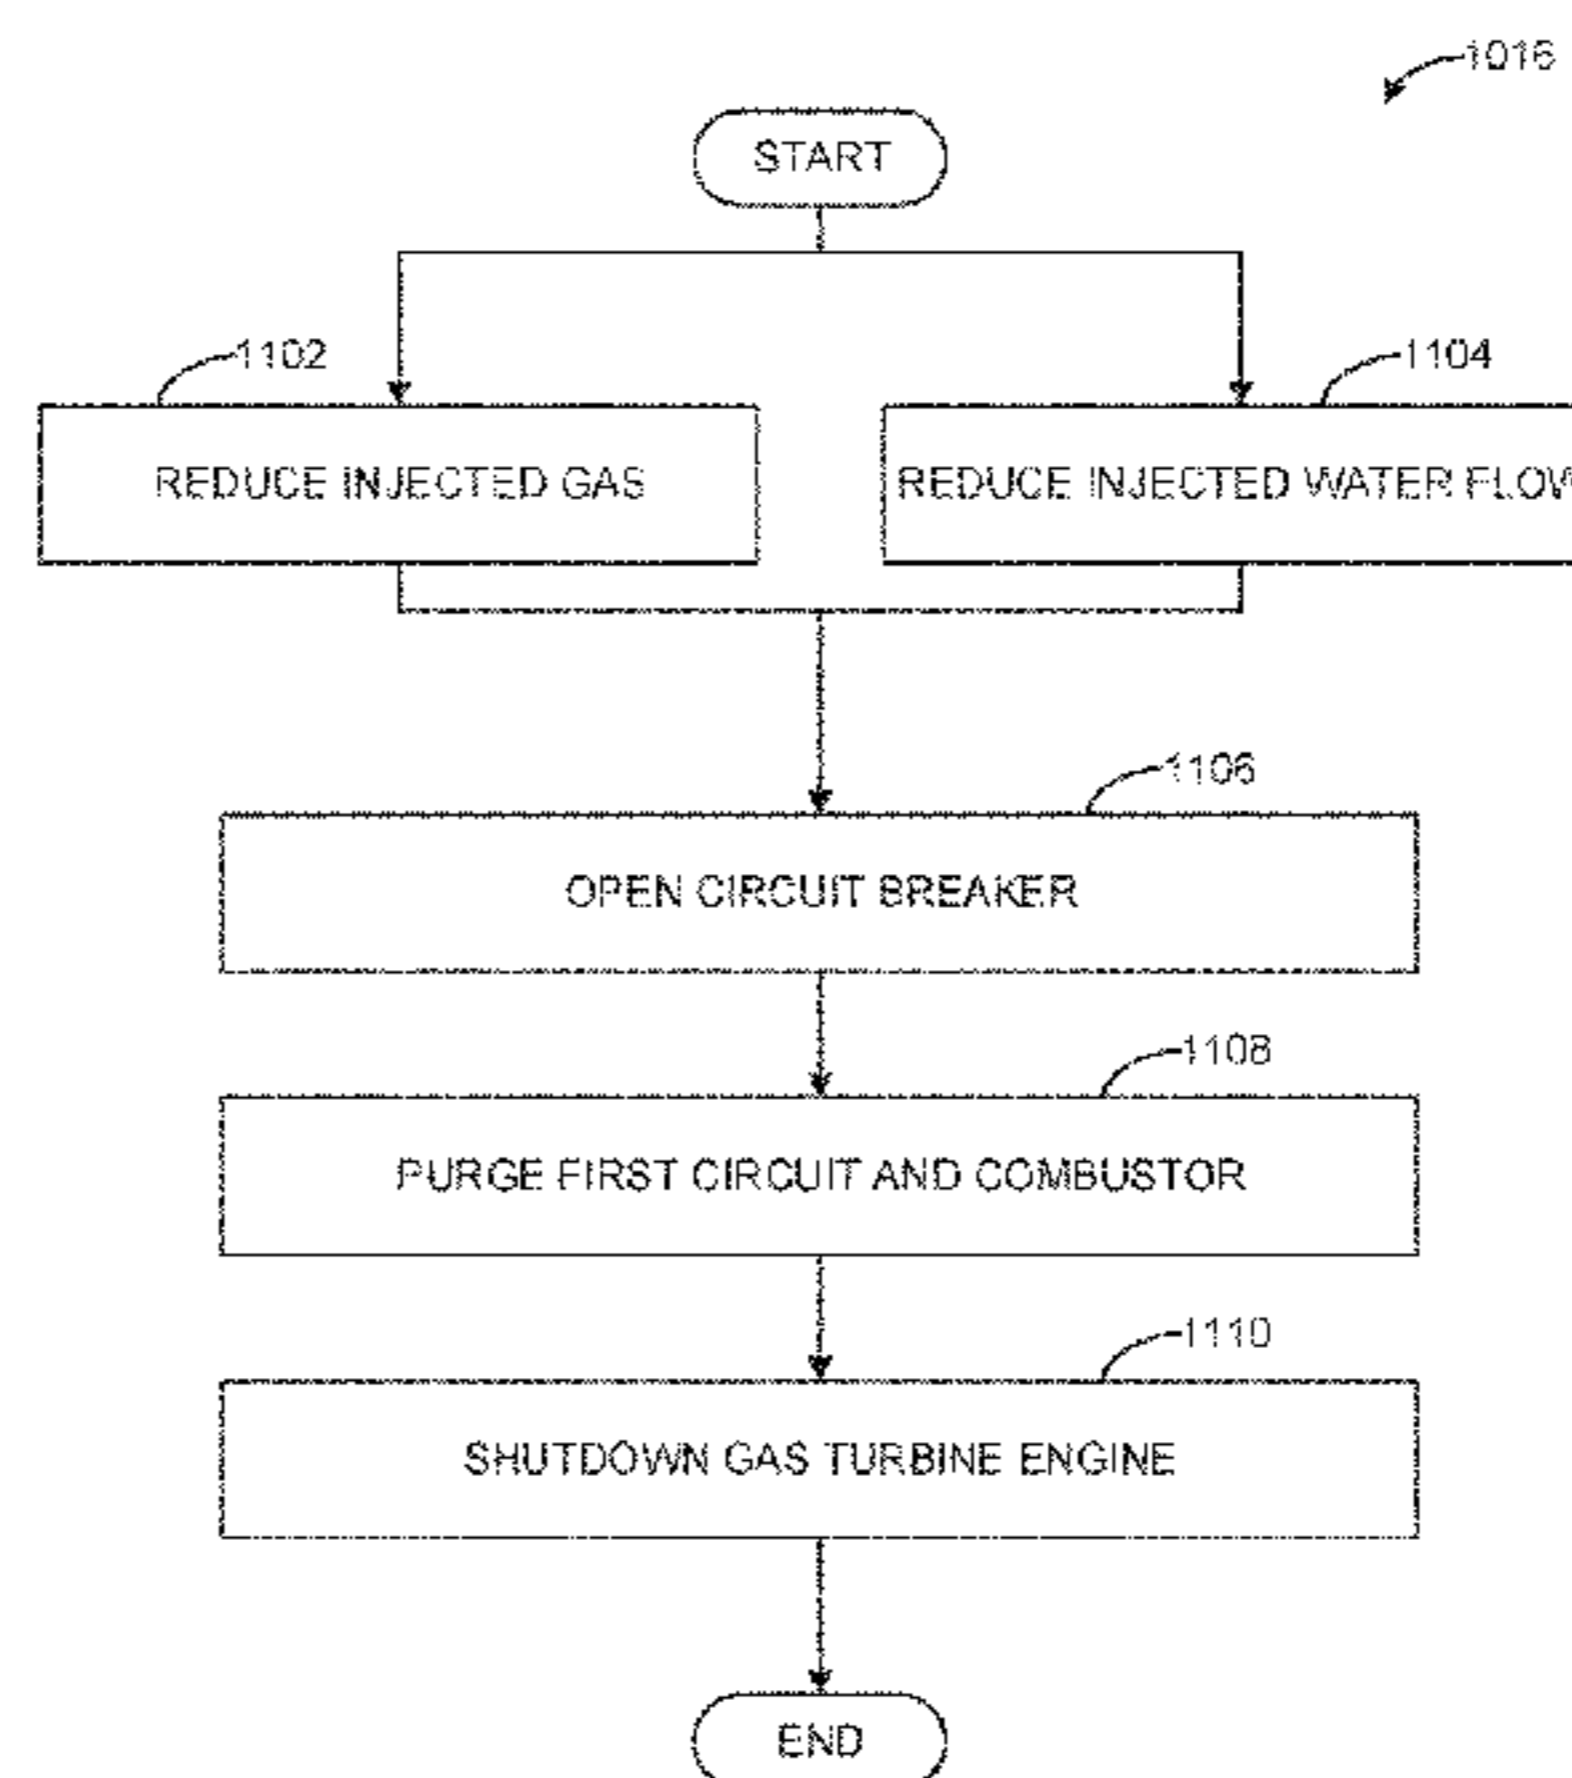 1016
START
1102
1104
REDUCE INJECTED GAS
REDUCE INJECTED WATER
1106
OPEN CIRCUIT BREAKER
1108
PURGE FIRST CIRCUIT AND COMBUSTOR
1110
SHUTDOWN GAS TURBINE ENGINE
END